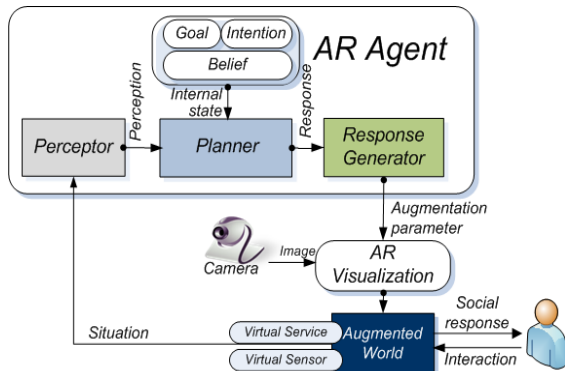 Goal
Intention
AR Agent
Belief
Perception
Internal
state
Response
Perceptor
Planner
Response
Generator
Augmentation
parameter
Camera
Image
AR
Visualization
Situation
Virtual Service
Virtual Sensor
Augmented
World
Social
response
Interaction